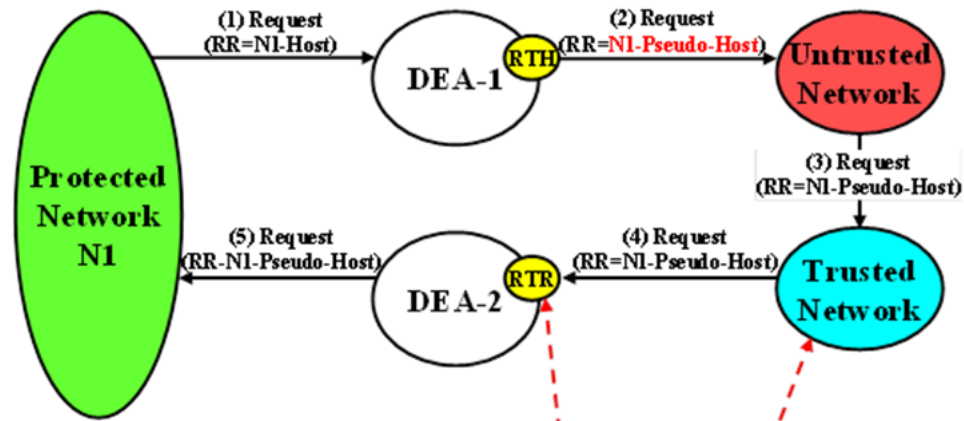 (1) Request
(RR=N1-Host)
DEA-1
RTH
(2) Request
(RR=N1-Pseudo-Host)
Untrusted
Network
(3) Request
(RR=N1-Pseudo-Host)
Protected
Network
N1
(5) Request
(RR-N1-Pseudo-Host)
DEA-2
RTR
(4) Request
(RR=N1-Pseudo-Host)
Trusted
Network